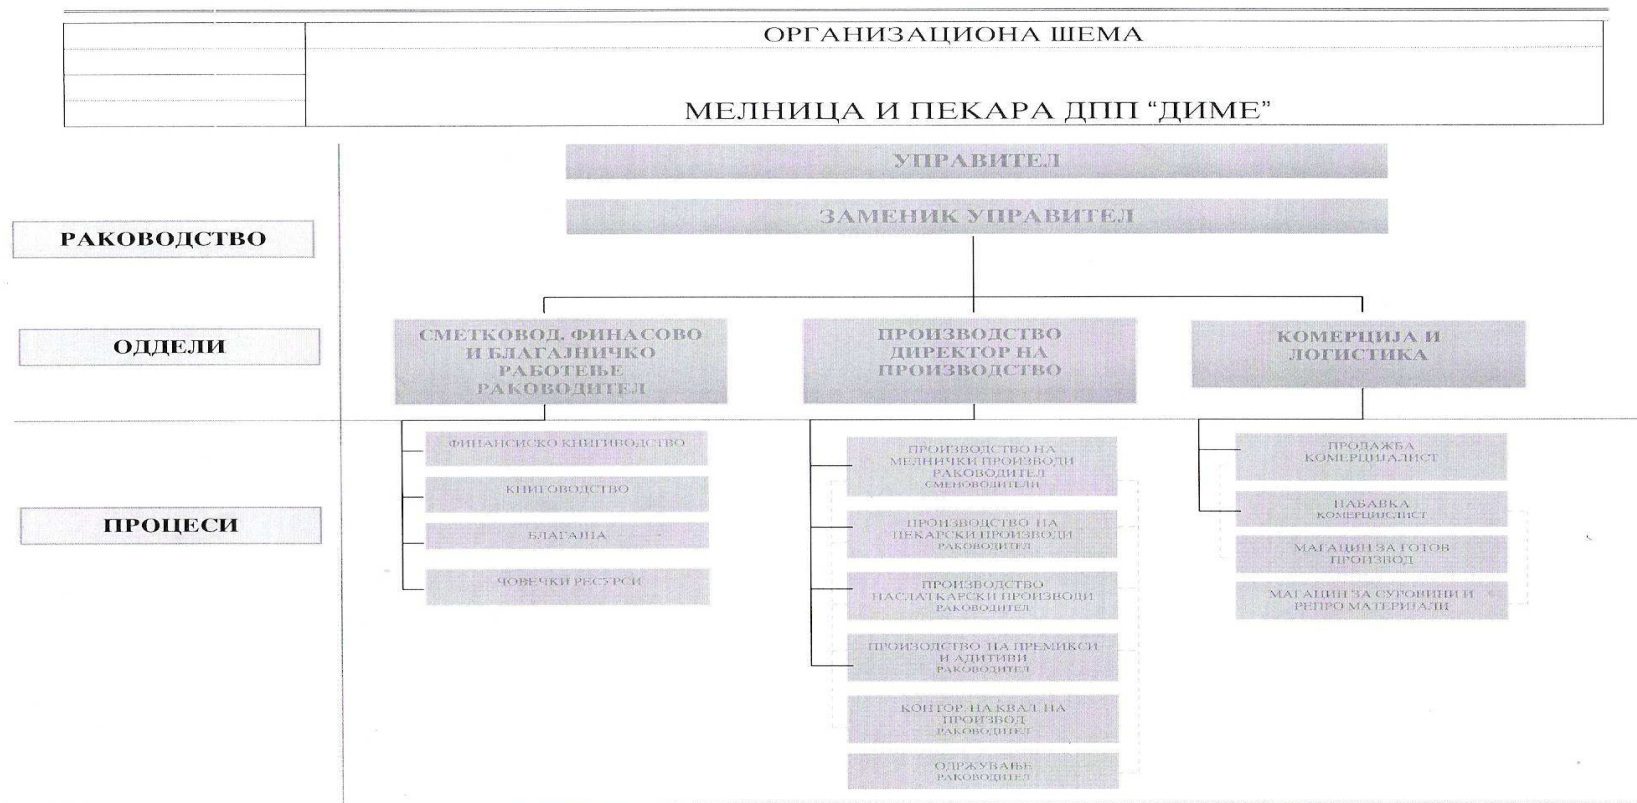 ОРГАНИЗАЦИОНА ШЕМА
МЕЛНИЦА И ПЕКАРА ДПП “ДИМЕ”
УПРАВИТЕЛ
ЗАМЕНИК УПРАВИТЕЛ
РАКОВОДСТВО
ОДДЕЛИ
СМЕТКОВОД. ФИНАСОВО
И БЛАГАЈНИЧКО
РАБОТЕЊЕ
РАКОВОДИТЕЛ
ПРОИЗВОДСТВО
ДИРЕКТОР НА
ПРОИЗВОДСТВО
КОМЕРЦИЈА И
ЛОГИСТИКА
ПРОЦЕСИ
ФИНАНСИСКО КНИГИВОДСТВО
КНИГОВОДСТВО
БЛАГАЈНА
ЧОВЕЧКИ РЕСУРСИ
ПРОИЗВОДСТВО НА
МЕЛНИЧКИ ПРОИЗВОДИ
РАКОВОДИТЕЛ
СМЕНОВОДИТЕЛИ
ПРОИЗВОДСТВО НА
ПЕКАРСКИ ПРОИЗВОДИ
РАКОВОДИТЕЛ
ПРОИЗВОДСТВО
НАСЛАТКАРСКИ ПРОИЗВОДИ
РАКОВОДИТЕЛ
ПРОИЗВОДСТВО НА ПРЕМИКСИ
И АДИТИВИ
РАКОВОДИТЕЛ
КОНТОР. НА КВАЛ. НА
ПРОИЗВОД
РАКОВОДИТЕЛ
ОДРЖУВАЊЕ
РАКОВОДИТЕЛ
ПРОДАЖБА
КОМЕРЦИЈАЛИСТ
НАБАВКА
КОМЕРЦИЈСЛИСТ
МАГАЦИН ЗА ГОТОВ
ПРОИЗВОД
МАГАЦИН ЗА СУРОВИНИ И
РЕПРО МАТЕРИЈАЛИ